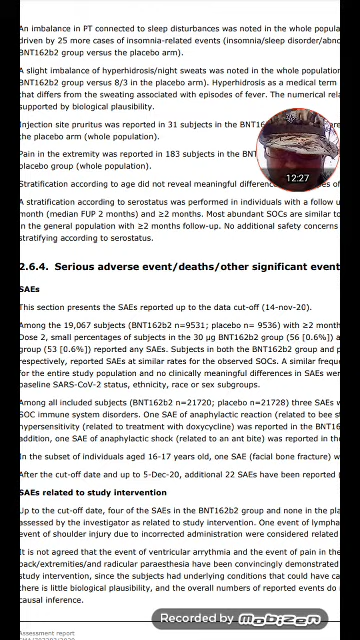 An imbalance in PT connected to sleep disturbances was noted in the whole popula
driven by 25 more cases of insomnia-related events (insomnia/sleep disorder/abno
BNT162b2 group versus the placebo arm).
A slight imbalance of hyperhidrosis/night sweats was noted in the whole population
BNT162b2 group versus 8/3 in the placebo arm). Hyperhidrosis as a medical term
that differs from the sweating associated with episodes of fever. The numerical rela
supported by biological plausibility.
Injection site pruritus was reported in 31 subjects in the BNT16
the placebo arm (whole population).
Pain in the extremity was reported in 183 subjects in the BNT
placebo group (whole population).
12:27
Stratification according to age did not reveal meaningful differenc es of
A stratification according to serostatus was performed in individuals with a follow u
month (median FUP 2 months) and ≥2 months. Most abundant SOCs are similar to
in the general population with ≥2 months follow-up. No additional safety concerns
stratifying according to serostatus.
2.6.4. Serious adverse event/deaths/other significant event
SAEs
This section presents the SAEs reported up to the data cut-off (14-nov-20).
Among the 19,067 subjects (BNT162b2 n=9531; placebo n= 9536) with ≥2 month
Dose 2, small percentages of subjects in the 30 μg BNT162b2 group (56 [0.6%]) a
group (53 [0.6%]) reported any SAEs. Subjects in both the BNT162b2 group and p
respectively, reported SAEs at similar rates for the observed SOCs. A similar freque
for the entire study population and no clinically meaningful differences in SAEs wer
baseline SARS-CoV-2 status, ethnicity, race or sex subgroups.
Among all included subjects (BNT162b2 n=21720; placebo n=21728) three SAEs w
SOC immune system disorders. One SAE of anaphylactic reaction (related to bee st
hypersensitivity (related to treatment with doxycycline) was reported in the BNT16
addition, one SAE of anaphylactic shock (related to an ant bite) was reported in the
In the subset of individuals aged 16-17 years old, one SAE (facial bone fracture) w
After the cut-off date and up to 5-Dec-20, additional 22 SAEs have been reported
SAEs related to study intervention
Up to the cut-off date, four of the SAEs in the BNT162b2 group and none in the pla
assessed by the investigator as related to study intervention. One event of lympha
event of shoulder injury due to incorrected administration were considered related
It is not agreed that the event of ventricular arrythmia and the event of pain in the
back/extremities/and radicular paraesthesia have been convincingly demonstrated
study intervention, since the subjects had underlying conditions that could have ca
there is little biological plausibility, and the overall numbers of reported events do
causal inference.
Recorded by Mobizen
Assessment report